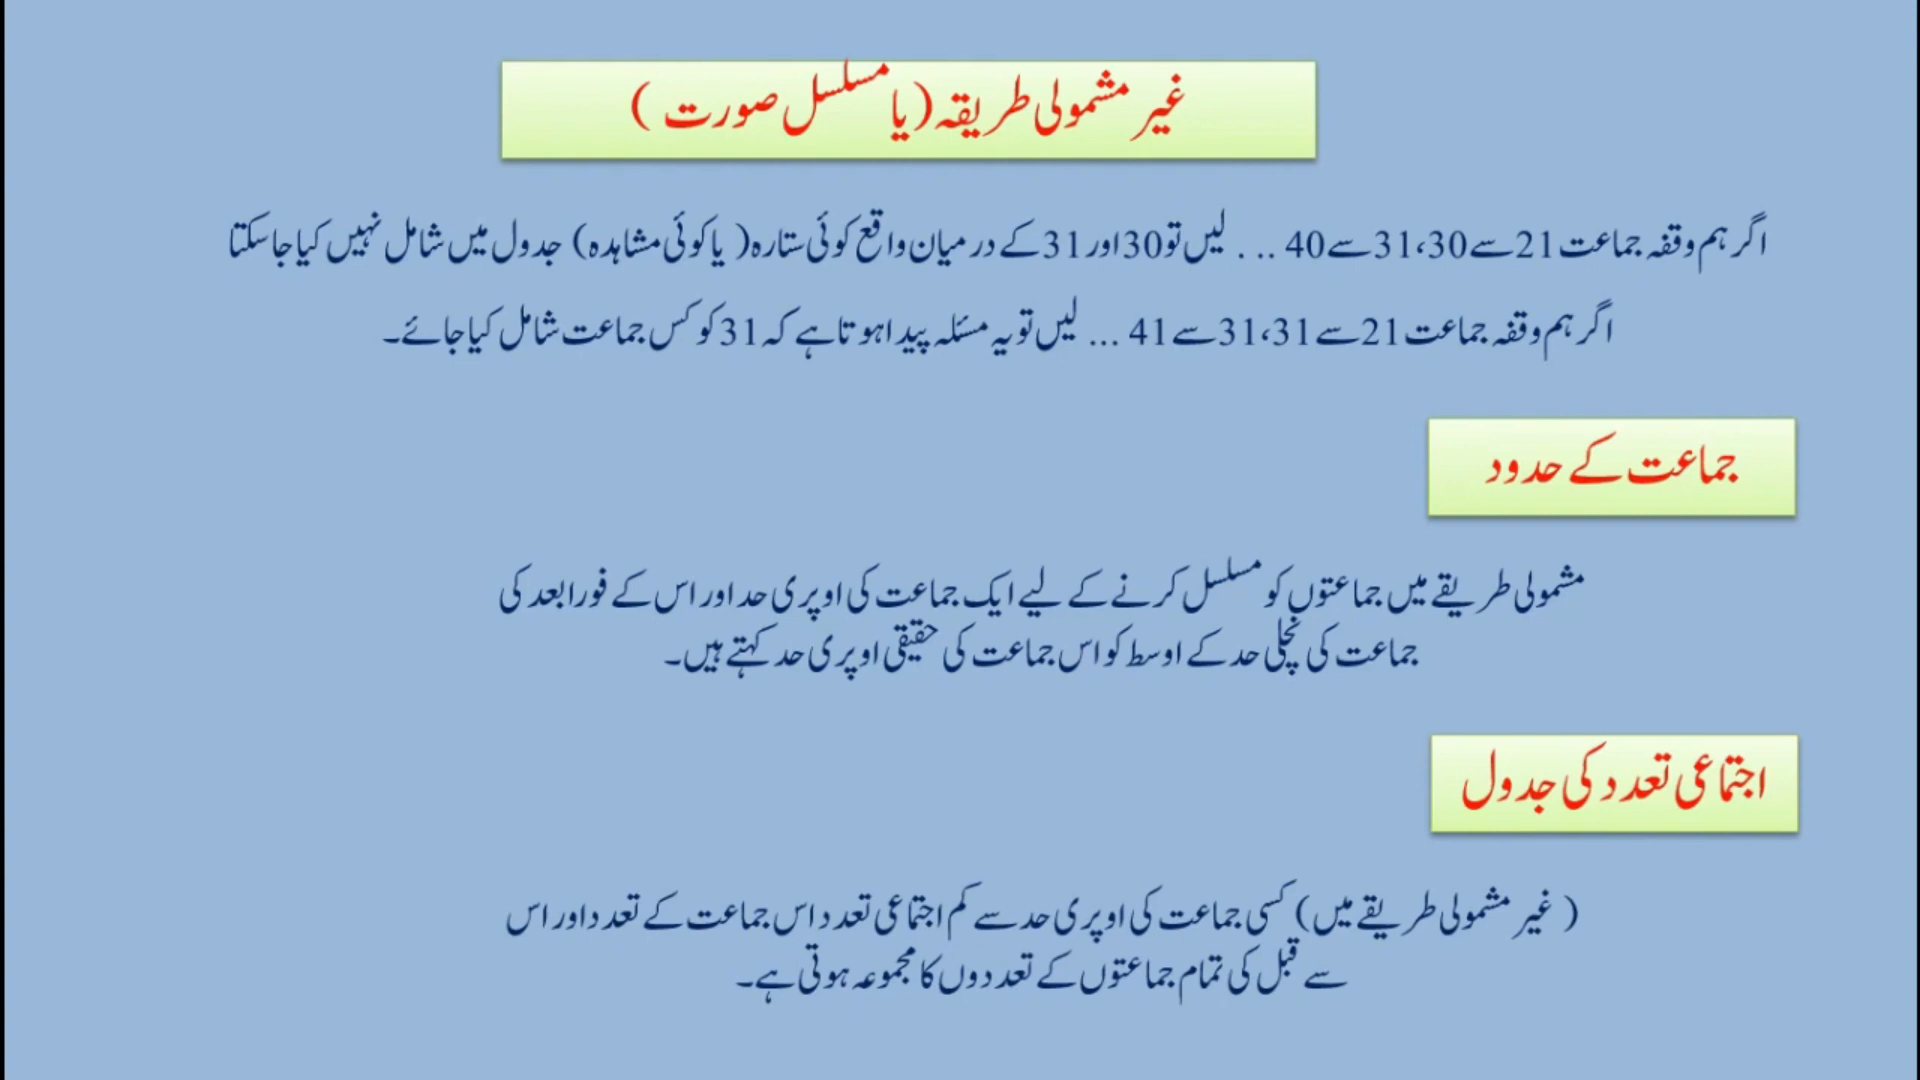 غیر مشمولی طریقہ (یا مسلسل صورت )
اگر ہم وقفہ جماعت 21 سے 30، 31 سے 40 . .. . لیں تو 30 اور 31 کے درمیان واقع کوئی ستارہ( یا کوئی مشاہدہ) جدول میں شامل نہیں کیا جا سکتا
اگر ہم وقفہ جماعت 21 سے 31، 31 سے 41 ... لیں تو یہ مسئلہ پیدا ہوتا ہے کہ 31 کو کس جماعت شامل کیا جائے۔
جماعت کے حدود
مشمولی طریقے میں جماعتوں کو مسلسل کرنے کے لیے ایک جماعت کی اوپری حد اور اس کے فورا بعد کی
جماعت کی نچلی حد کے اوسط کو اس جماعت کی حقیقی اوپری حد کہتے ہیں۔
اجتماعی تعدد کی جدول
( غیر مشمولی طریقے میں) کسی جماعت کی اوپری حد سے کم اجتماعی تعدد اس جماعت کے تعدد اور اس
سے قبل کی تمام جماعتوں کے تعددوں کا مجموعہ ہوتی ہے۔